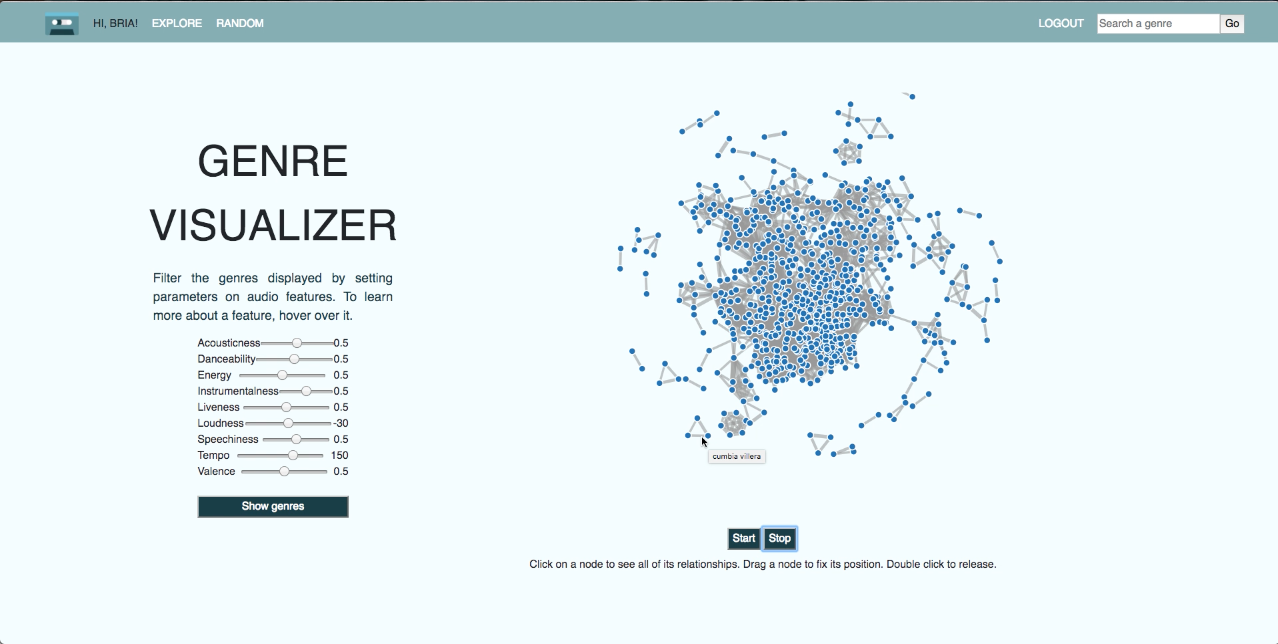 HI, BRIA! EXPLORE RANDOM LOGOUT Search a genre Go
GENRE
VISUALIZER
Filter the genres displayed by setting
parameters on audio features. To learn
more about a feature, hover over it.
Acousticness 0.5
Danceability 0.5
Energy 0.5
Instrumentalness 0.5
Liveness 0.5
Loudness -30
Speechiness 0.5
Tempo 150
Valence 0.5
Show genres
cumbia villera
Start Stop
Click on a node to see all of its relationships. Drag a node to fix its position. Double click to release.